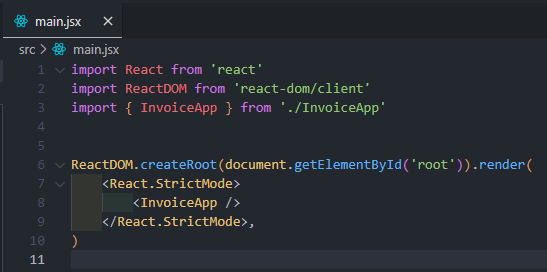 main.jsx
src > main.jsx
1 import React from 'react'
2 import ReactDOM from 'react-dom/client'
3 import { InvoiceApp } from './InvoiceApp'
4
5
6 ReactDOM.createRoot(document.getElementById('root')).render(
7     <React.StrictMode>
8         <InvoiceApp />
9     </React.StrictMode>,
10 )
11